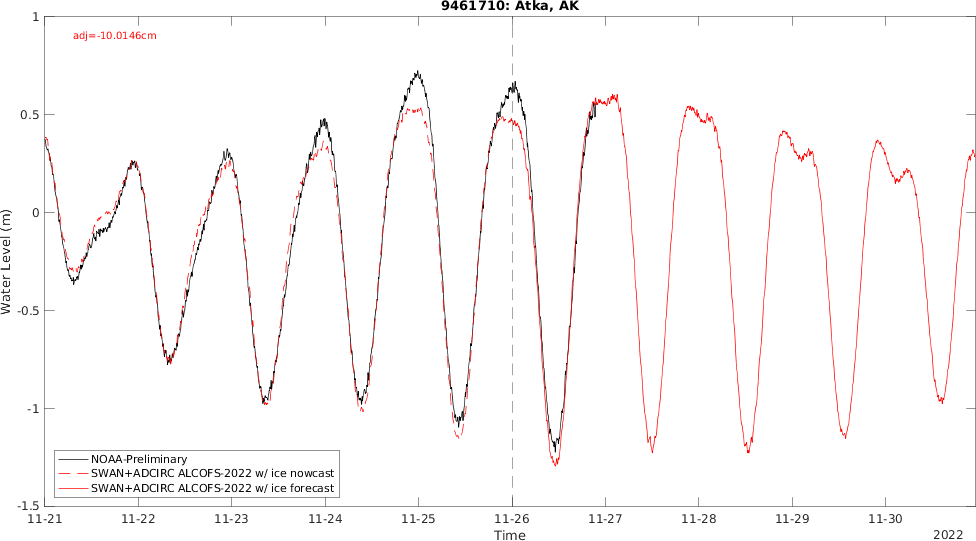 9461710: Atka, AK
adj=-10.0146cm
1
0.5
0
-0.5
-1
-1.5
Water Level (m)
NOAA-Preliminary
SWAN+ADCIRC ALCOFS-2022 w/ ice nowcast
SWAN+ADCIRC ALCOFS-2022 w/ ice forecast
11-21 11-22 11-23 11-24 11-25 11-26 11-27 11-28 11-29 11-30
Time
2022